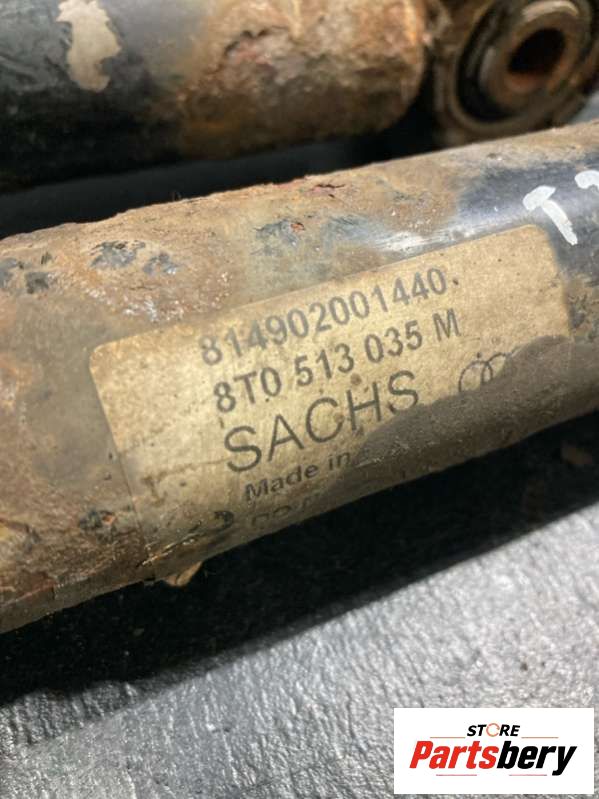 814902001440
8T0 513 035 M
SACHS
Made in
STORE
Partsbery